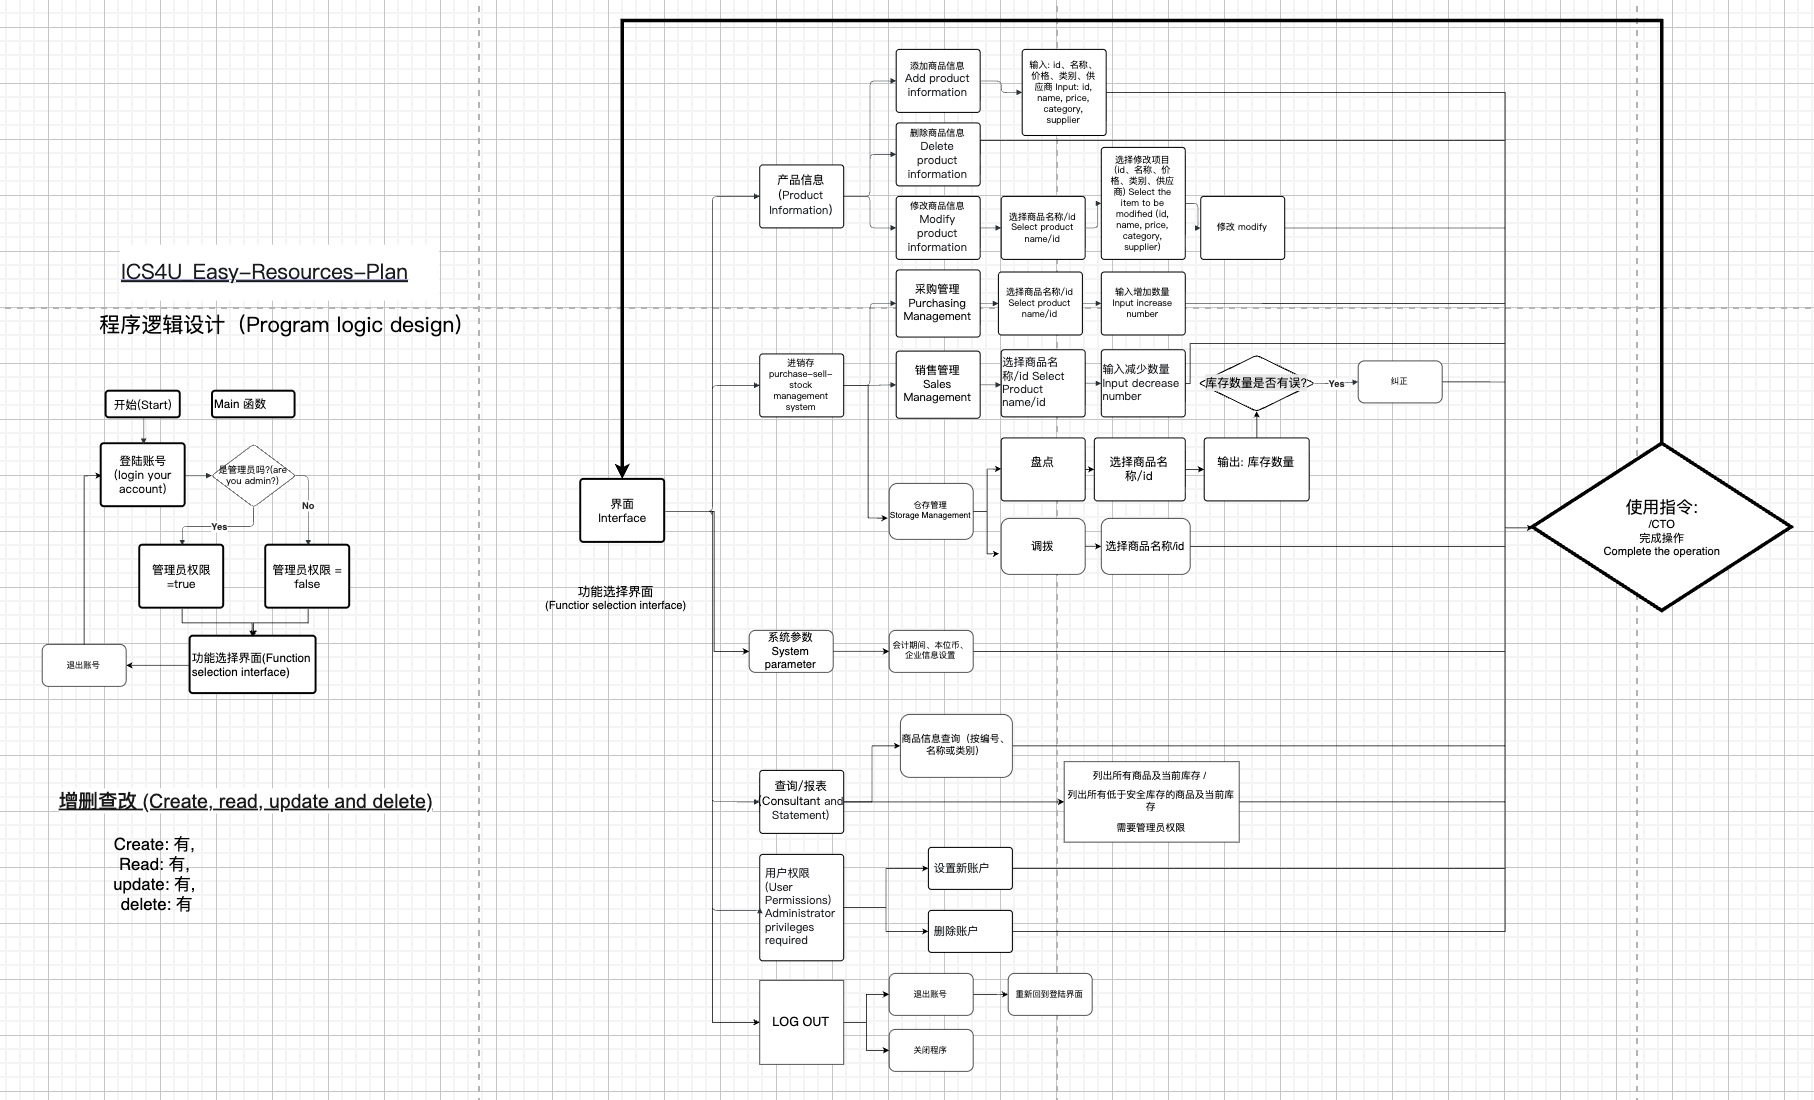 ICS4U Easy-Resources-Plan
程序逻辑设计（Program logic design）
开始(Start)
Main 函数
登陆账号
(login your
account)
是管理员吗?(are
you admin?)
Yes
No
管理员权限
=true
管理员权限 =
false
退出账号
功能选择界面(Function
selection interface)
增删查改 (Create, read, update and delete)
Create: 有,
Read: 有,
update: 有,
delete: 有
界面
Interface
功能选择界面
(Functior selection interface)
产品信息
(Product
Information)
添加商品信息
Add product
information
输入: id、名称、
价格、类别、供
应商 Input: id,
name, price,
category,
supplier
删除商品信息
Delete
product
information
修改商品信息
Modify
product
information
选择商品名称/id
Select product
name/id
选择修改项目
(id、名称、价
格、类别、供应
商) Select the
item to be
modified (id,
name, price,
category,
supplier)
修改 modify
进销存
purchase-sell-
stock
management
system
采购管理
Purchasing
Management
选择商品名称/id
Select product
name/id
输入增加数量
Input increase
number
销售管理
Sales
Management
选择商品名
称/id Select
Product
name/id
输入减少数量
Input decrease
number
库存数量是否有误?
Yes
纠正
仓存管理
Storage Management
盘点
选择商品名
称/id
输出: 库存数量
调拨
选择商品名称/id
系统参数
System
parameter
会计期间、本位币、
企业信息设置
查询/报表
(Consultant and
Statement)
商品信息查询（按编号、
名称或类别）
列出所有商品及当前库存 /
列出所有低于安全库存的商品及当前库
存
需要管理员权限
用户权限
(User
Permissions)
Administrator
privileges
required
设置新账户
删除账户
LOG OUT
退出账号
重新回到登陆界面
关闭程序
使用指令:
/CTO
完成操作
Complete the operation